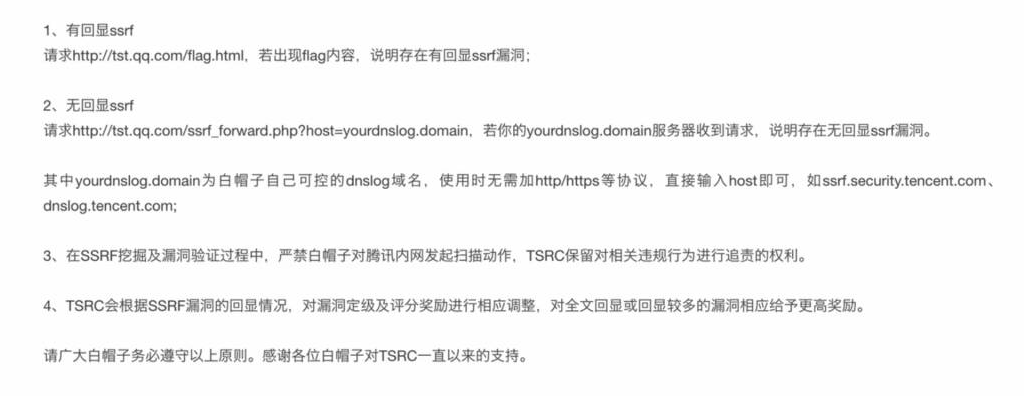 1、有回显ssrf
请求http://tst.qq.com/flag.html，若出现flag内容，说明存在有回显ssrf漏洞；
2、无回显ssrf
请求http://tst.qq.com/ssrf_forward.php?host=yourdnslog.domain，若你的yourdnslog.domain服务器收到请求，说明存在无回显ssrf漏洞。
其中yourdnslog.domain为白帽子自己可控的dnslog域名，使用时无需加http/https等协议，直接输入host即可，如ssrf.security.tencent.com、
dnslog.tencent.com;
3、在SSRF挖掘及漏洞验证过程中，严禁白帽子对腾讯内网发起扫描动作，TSRC保留对相关违规行为进行追责的权利。
4、TSRC会根据SSRF漏洞的回显情况，对漏洞定级及评分奖励进行相应调整，对全文回显或回显较多的漏洞相应给予更高奖励。
请广大白帽子务必遵守以上原则。感谢各位白帽子对TSRC一直以来的支持。